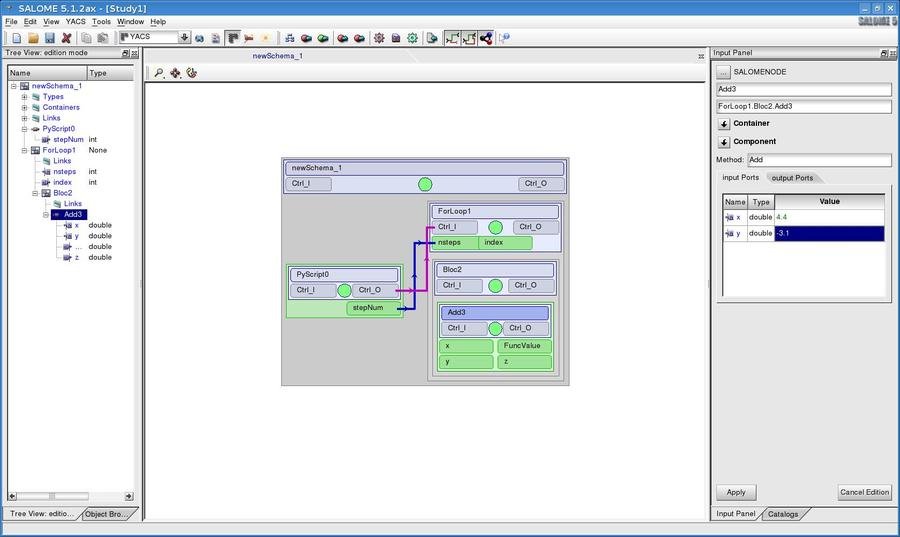 SALOME 5.1.2ax - [Study1]
File Edit View YACS Tools Window Help
YACS
SALOME 5
Tree View: edition mode
newSchema_1
Input Panel
Name Type
newSchema_1
Types
Containers
Links
PyScript0
stepNum int
ForLoop1 None
Links
nsteps int
index int
Bloc2
Links
Add3
x double
y double
... double
z double
newSchema_1
Ctrl_I Ctrl_O
ForLoop1
Ctrl_I Ctrl_O
nsteps index
PyScript0
Ctrl_I Ctrl_O
stepNum
Bloc2
Ctrl_I Ctrl_O
Add3
Ctrl_I Ctrl_O
x FuncValue
y z
... SALOMENODE
Add3
ForLoop1.Bloc2.Add3
Container
Component
Method: Add
input Ports output Ports
Name Type Value
x double 4.4
y double -3.1
Apply Cancel Edition
Tree View: editio... Object Bro...
Input Panel Catalogs